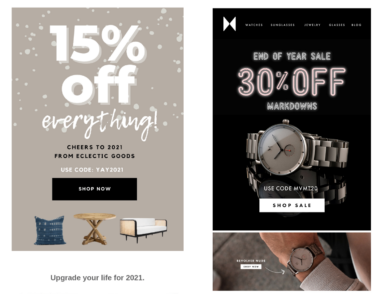 15%
off
everything!
CHEERS TO 2021
FROM ECLECTIC GOODS
USE CODE: YAY2021
SHOP NOW
Upgrade your life for 2021.
WATCHES SUNGLASSES JEWELRY GLASSES BLOG
END OF YEAR SALE
30% OFF
MARKDOWNS
USE CODE MVMT30
SHOP SALE
SHOP NOW